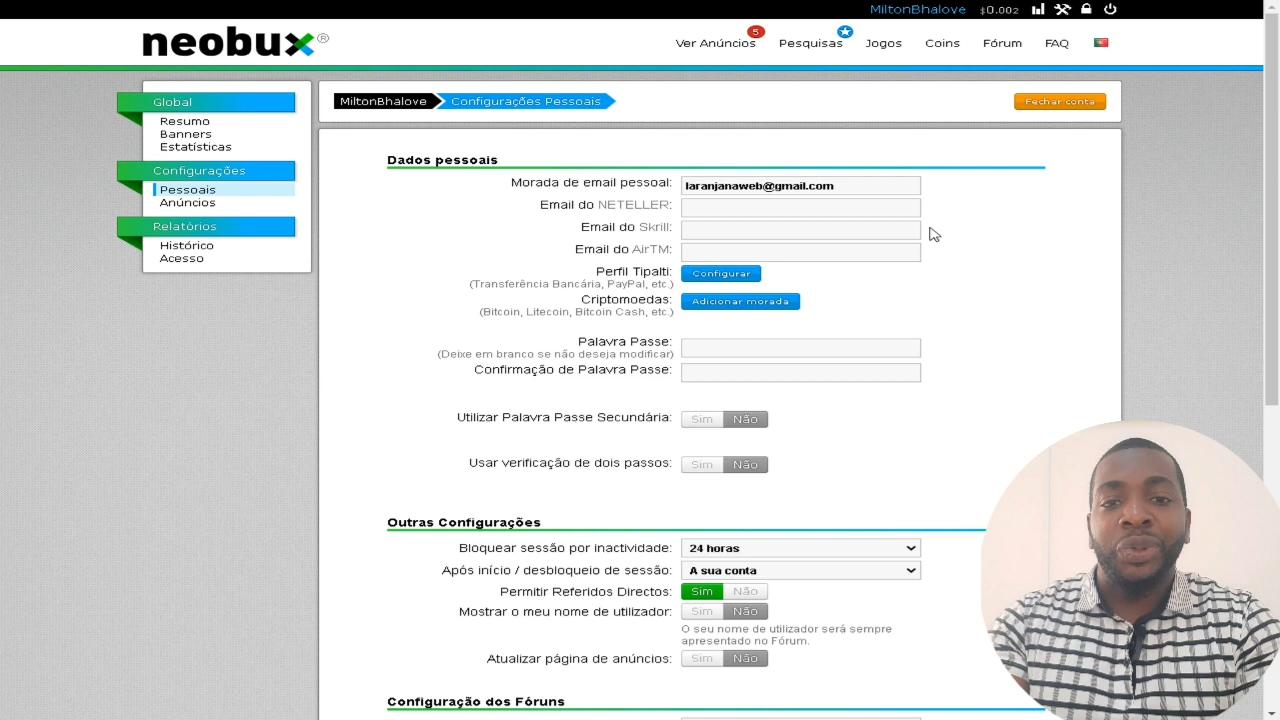 MiltonBhalove $0.002
neobux®
Ver Anúncios 5 Pesquisas Jogos Coins Fórum FAQ
Global
Resumo
Banners
Estatísticas
Configurações
Pessoais
Anúncios
Relatórios
Histórico
Acesso
MiltonBhalove Configurações Pessoais Fechar conta
Dados pessoais
Morada de email pessoal: laranjanaweb@gmail.com
Email do NETELLER:
Email do Skrill:
Email do AirTM:
Perfil Tipalti: Configurar
(Transferência Bancária, PayPal, etc.)
Criptomoedas: Adicionar morada
(Bitcoin, Litecoin, Bitcoin Cash, etc.)
Palavra Passe:
(Deixe em branco se não deseja modificar)
Confirmação de Palavra Passe:
Utilizar Palavra Passe Secundária: Sim Não
Usar verificação de dois passos: Sim Não
Outras Configurações
Bloquear sessão por inactividade: 24 horas
Após início / desbloqueio de sessão: A sua conta
Permitir Referidos Directos: Sim Não
Mostrar o meu nome de utilizador: Sim Não
O seu nome de utilizador será sempre
apresentado no Fórum.
Atualizar página de anúncios: Sim Não
Configuração dos Fóruns